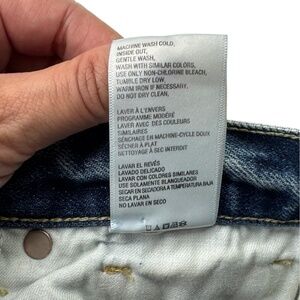 MACHINE WASH COLD,
INSIDE OUT,
GENTLE WASH,
WASH WITH SIMILAR COLORS,
USE ONLY NON-CHLORINE BLEACH,
TUMBLE DRY LOW,
WARM IRON IF NECESSARY,
DO NOT DRY CLEAN.
LAVER À L'ENVERS
PROGRAMME MODÉRÉ
LAVER AVEC DES COULEURS
SIMILAIRES
SÉCHAGE DU MACHINE-CYCLE DOUX
SÉCHER À PLAT
NETTOYAGE À SEC INTERDIT
LAVAR EL REVÉS
LAVADO DELICADO
LAVAR CON COLORES SIMILARES
USE SOLAMENTE BLANQUEADOR
SECAR EN SECADORA A TEMPERATURA BAJA
SECA PLANA
NO LAVAR EN SECO